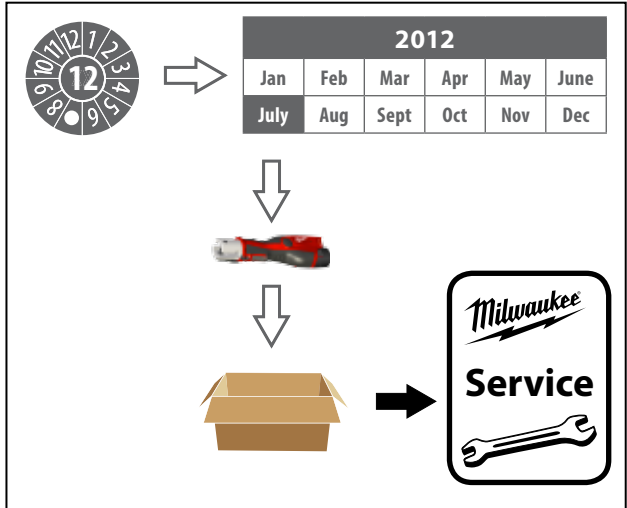 12 1 2 3 4 5 6 8 9 10 11
12
2012
Jan Feb Mar Apr May June
July Aug Sept Oct Nov Dec
Milwaukee
Service